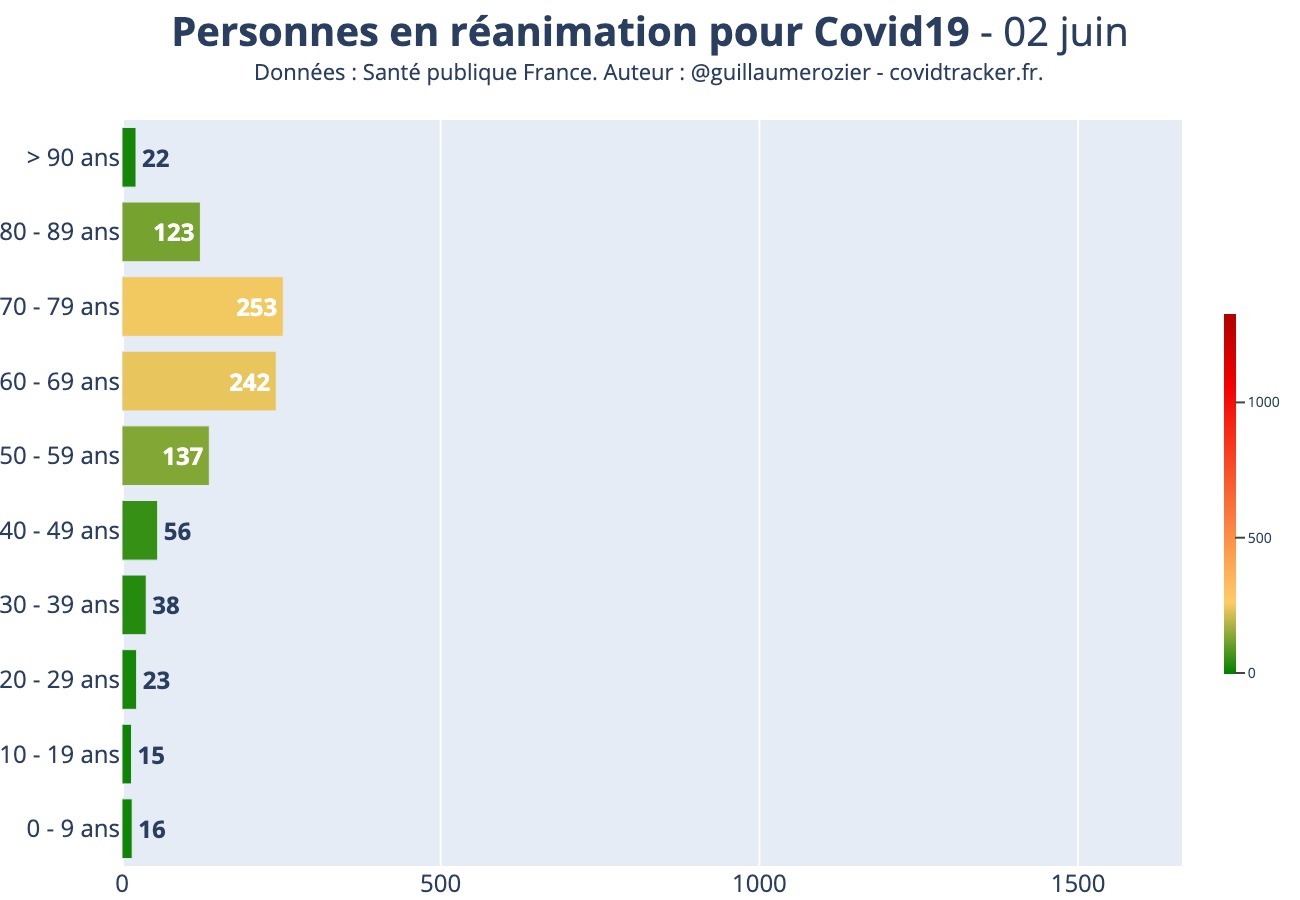 Personnes en réanimation pour Covid19 - 02 juin
Données : Santé publique France. Auteur : @guillaumerozier - covidtracker.fr.
> 90 ans 22
80 - 89 ans 123
70 - 79 ans 253
60 - 69 ans 242
50 - 59 ans 137
40 - 49 ans 56
30 - 39 ans 38
20 - 29 ans 23
10 - 19 ans 15
0 - 9 ans 16
0 500 1000 1500
1000
500
0